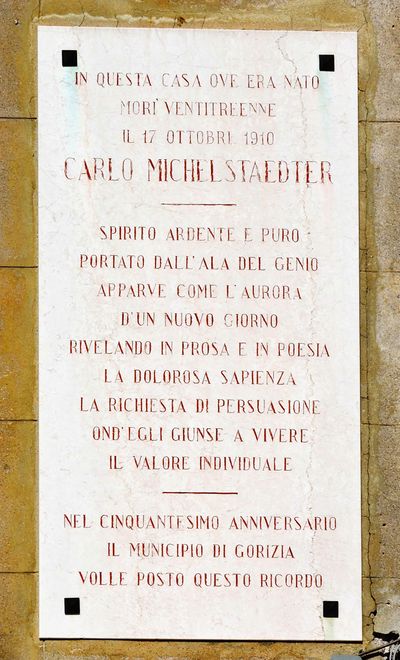 IN QUESTA CASA OVE ERA NATO
MORÌ VENTITREENNE
IL 17 OTTOBRE 1910
CARLO MICHELSTAEDTER
SPIRITO ARDENTE E PURO
PORTATO DALL'ALA DEL GENIO
APPARVE COME L'AURORA
D'UN NUOVO GIORNO
RIVELANDO IN PROSA E IN POESIA
LA DOLOROSA SAPIENZA
LA RICHIESTA DI PERSUASIONE
OND'EGLI GIUNSE A VIVERE
IL VALORE INDIVIDUALE
NEL CINQUANTESIMO ANNIVERSARIO
IL MUNICIPIO DI GORIZIA
VOLLE POSTO QUESTO RICORDO